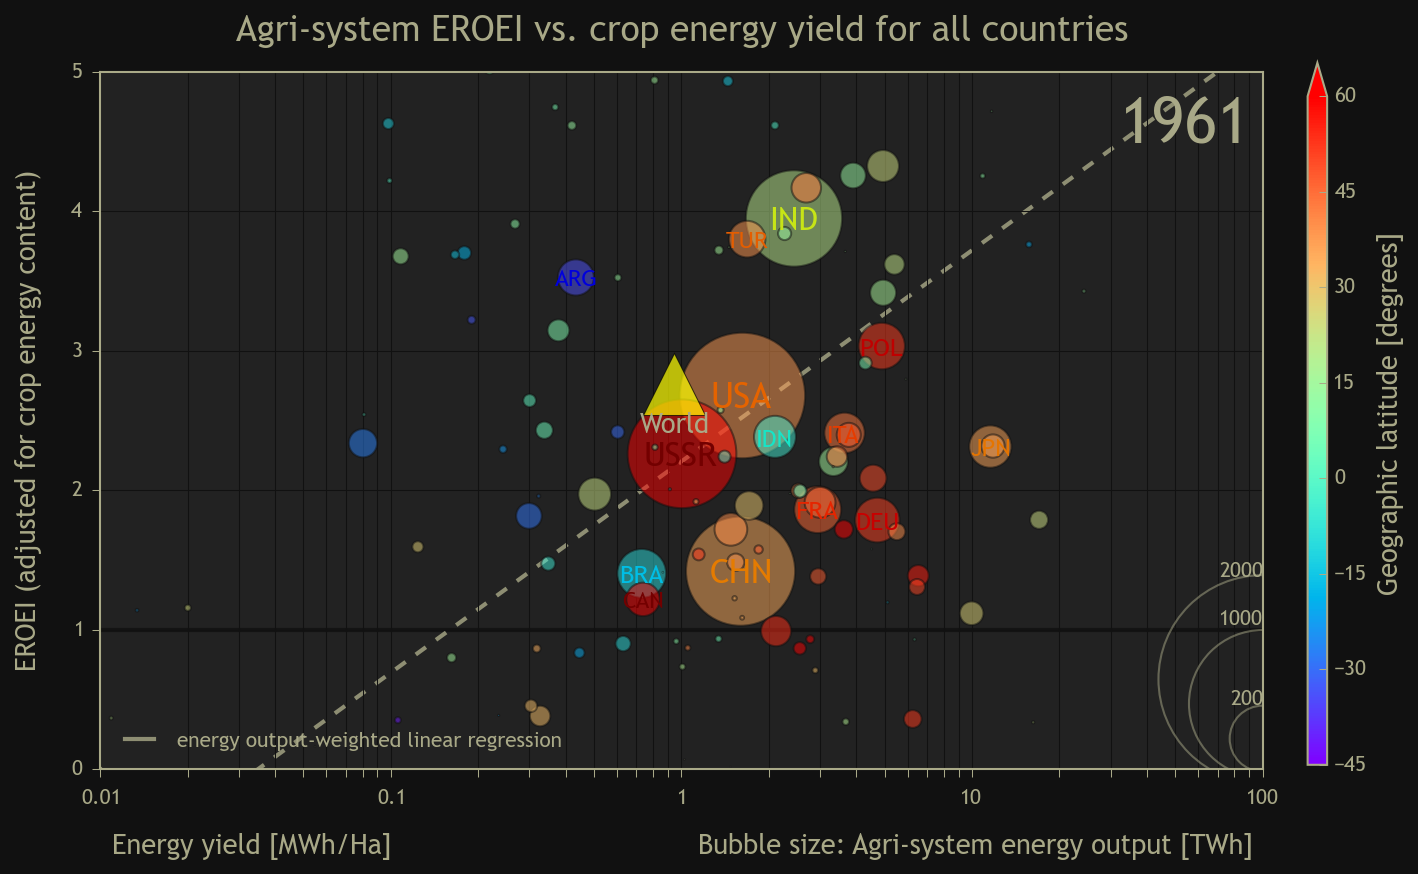 Agri-system EROEI vs. crop energy yield for all countries
EROEI (adjusted for crop energy content)
5
4
3
2
1
0
1961
IND
TUR
ARG
POL
USA
World
USSR
IDN
ITA
JPN
FRA
DEU
CHN
BRA
CAN
2000
1000
200
energy output-weighted linear regression
0.01
0.1
1
10
100
Energy yield [MWh/Ha]
Bubble size: Agri-system energy output [TWh]
60
45
30
15
0
−15
−30
−45
Geographic latitude [degrees]